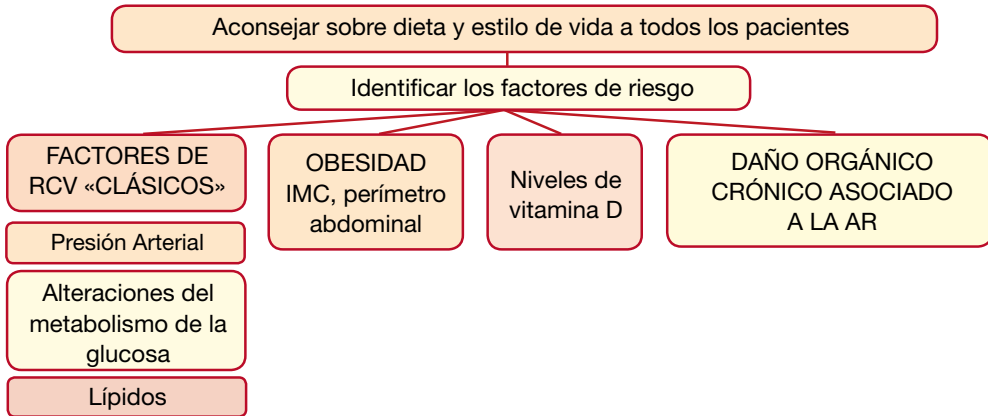 Aconsejar sobre dieta y estilo de vida a todos los pacientes
Identificar los factores de riesgo
FACTORES DE
RCV «CLÁSICOS»
OBESIDAD
IMC, perímetro
abdominal
Niveles de
vitamina D
DAÑO ORGÁNICO
CRÓNICO ASOCIADO
A LA AR
Presión Arterial
Alteraciones del
metabolismo de la
glucosa
Lípidos